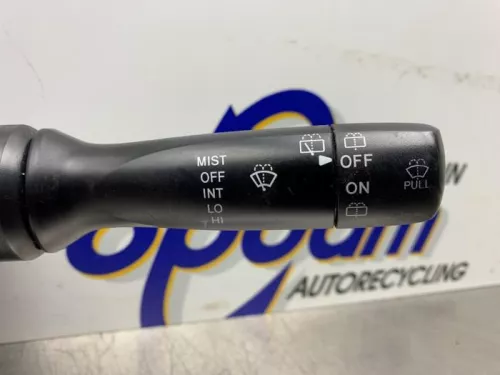 MIST
OFF
INT
LO
HI
OFF
ON
PULL
AUTORECYCLING